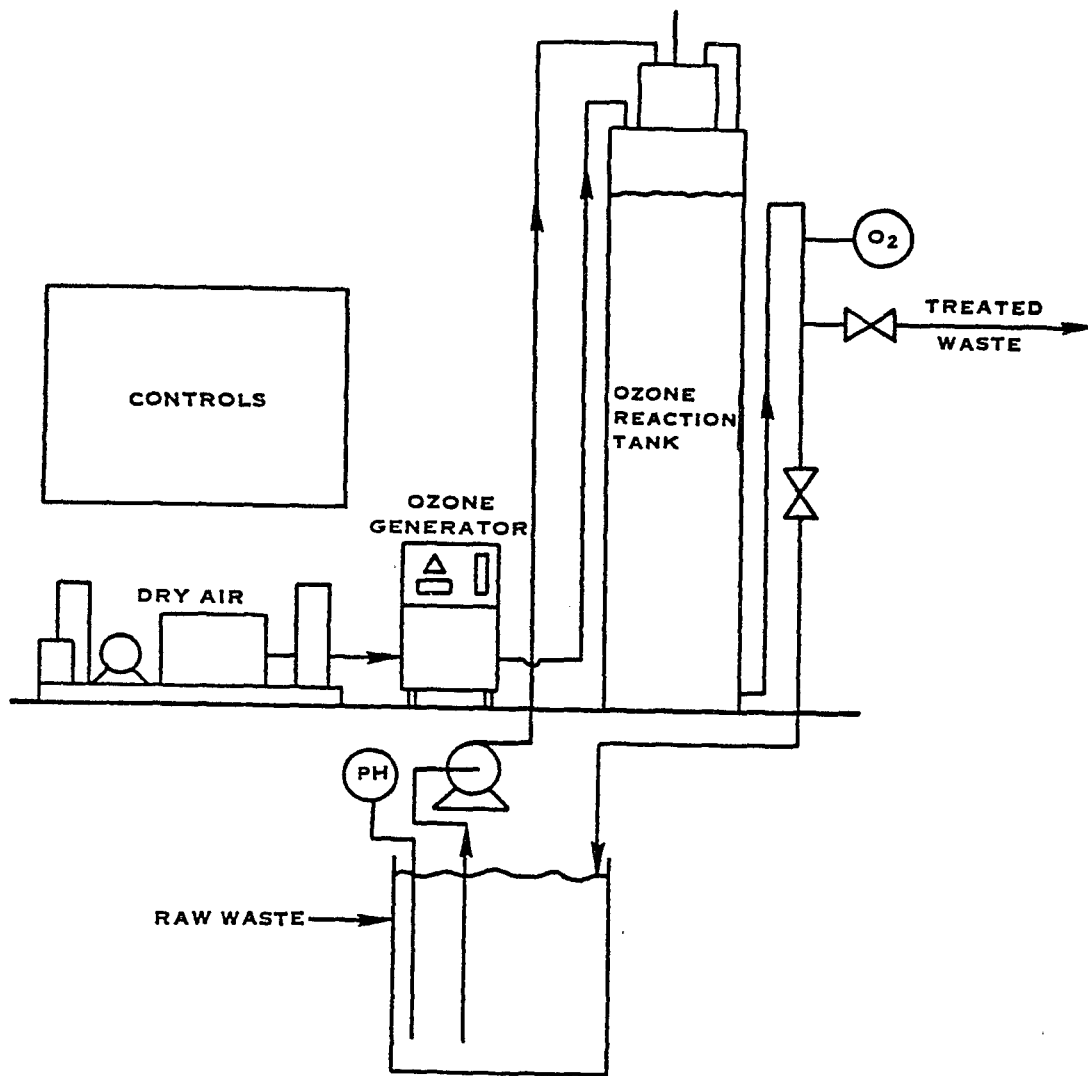 O2
TREATED
WASTE
CONTROLS
OZONE
REACTION
TANK
OZONE
GENERATOR
DRY AIR
PH
RAW WASTE